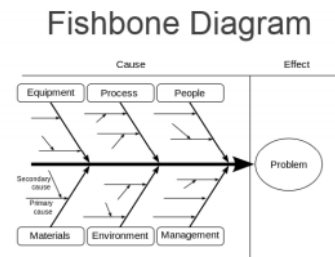 Fishbone Diagram
Cause Effect
Equipment Process People
Problem
Secondary
cause
Primary
cause
Materials Environment Management